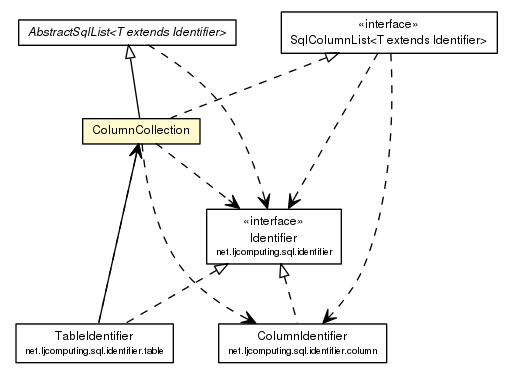 AbstractSqlList<T extends Identifier>
«interface»
SqlColumnList<T extends Identifier>
ColumnCollection
«interface»
Identifier
net.ljcomputing.sql.identifier
TableIdentifier
net.ljcomputing.sql.identifier.table
ColumnIdentifier
net.ljcomputing.sql.identifier.column